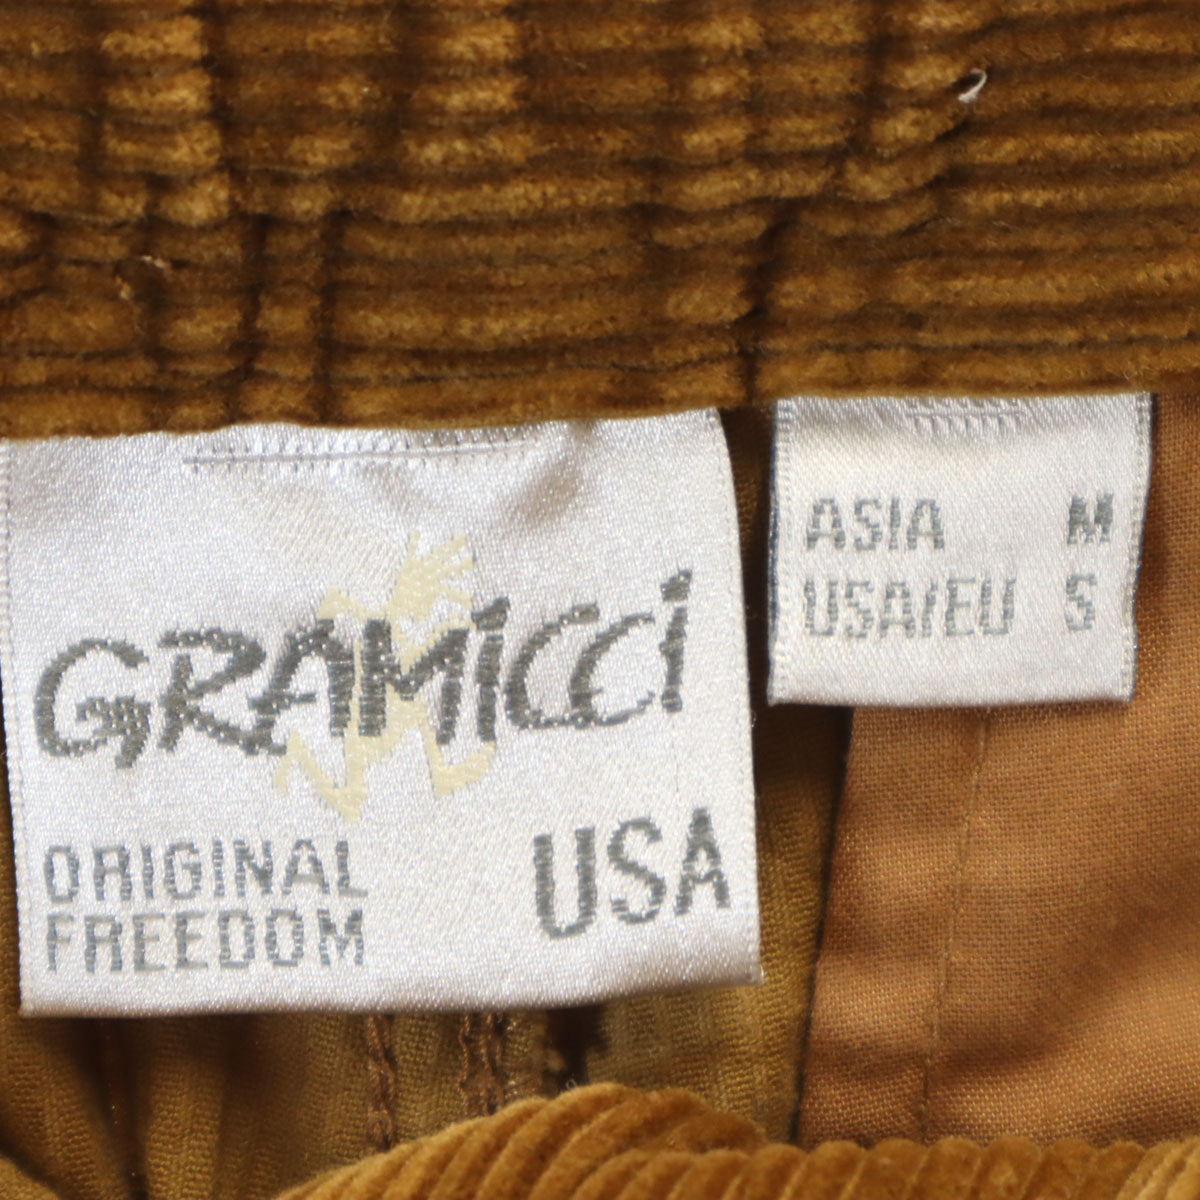 GRAMICCI
ORIGINAL
FREEDOM
USA
ASIA M
USA/EU S